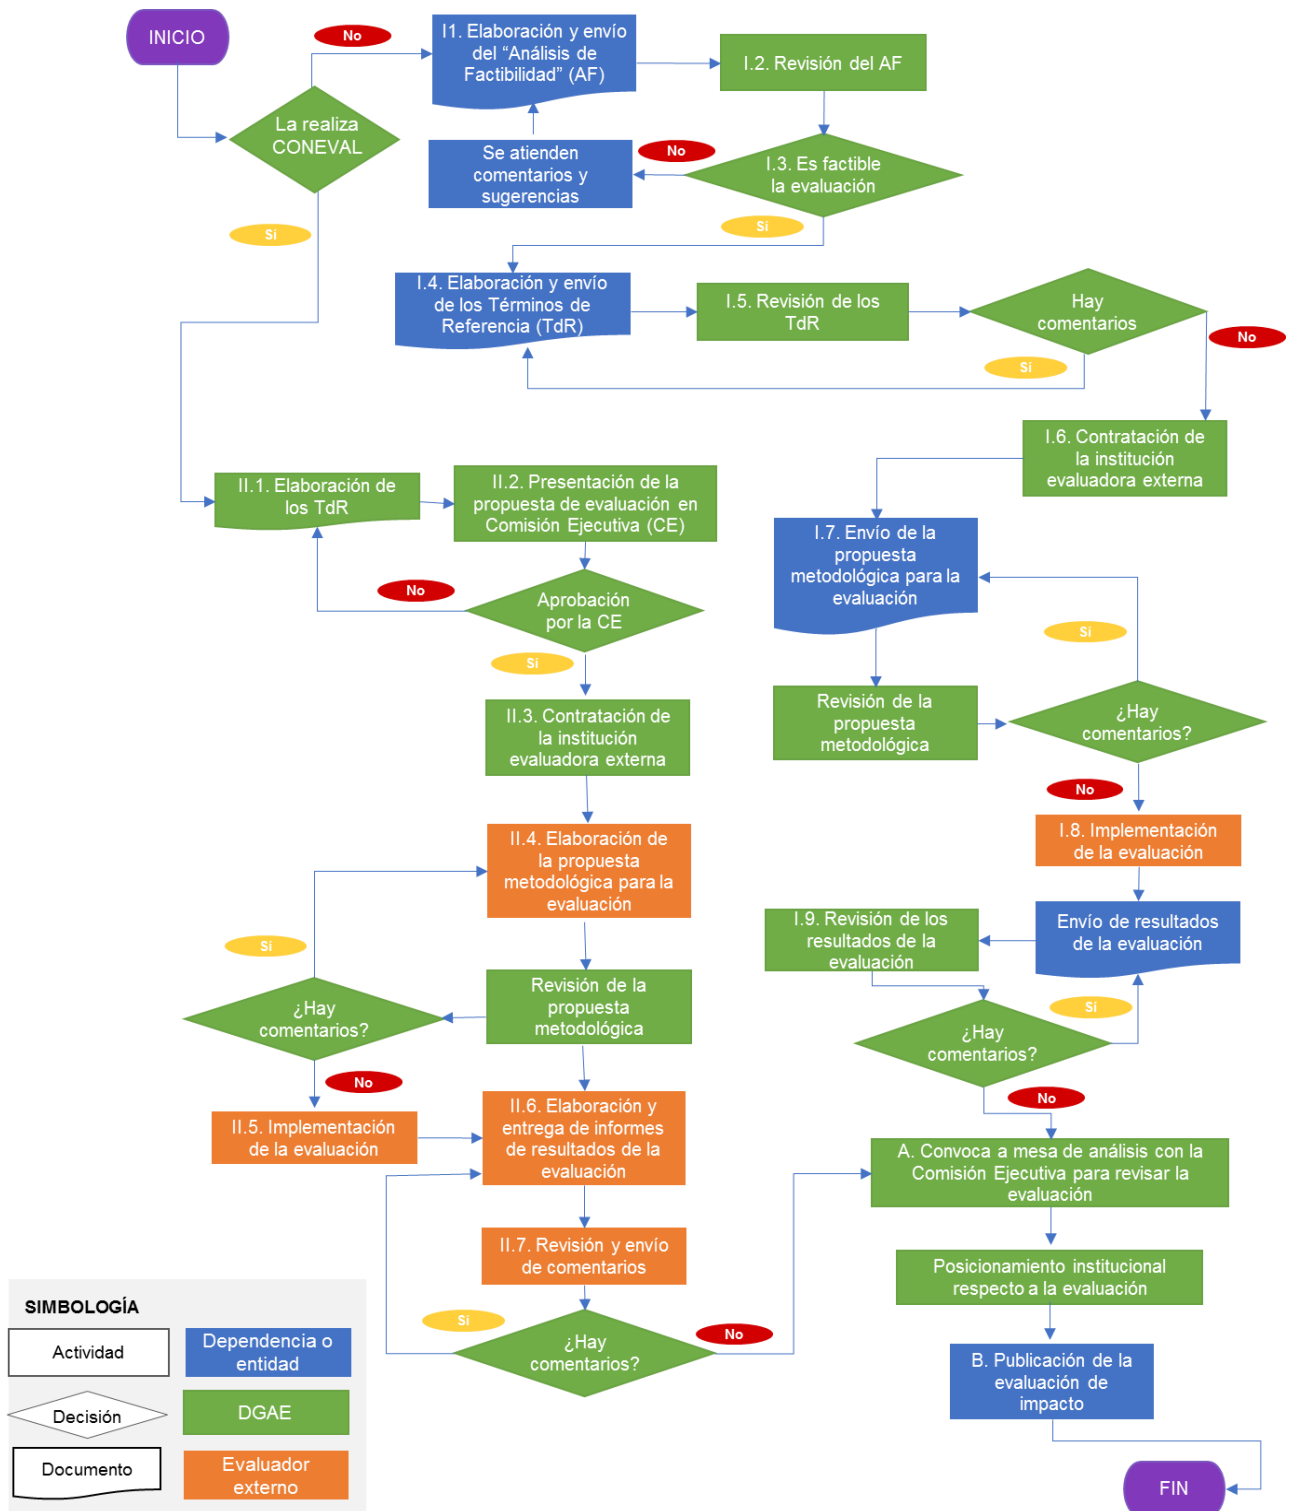 INICIO
No
I1. Elaboración y envío
del “Análisis de
Factibilidad” (AF)
I.2. Revisión del AF
La realiza
CONEVAL
Se atienden
comentarios y
sugerencias
No
I.3. Es factible
la evaluación
Si
Si
I.4. Elaboración y envío
de los Términos de
Referencia (TdR)
I.5. Revisión de los
TdR
Hay
comentarios
No
Si
I.6. Contratación de
la institución
evaluadora externa
II.1. Elaboración de
los TdR
II.2. Presentación de la
propuesta de evaluación en
Comisión Ejecutiva (CE)
I.7. Envío de la
propuesta
metodológica para la
evaluación
No
Aprobación
por la CE
Si
Si
II.3. Contratación de
la institución
evaluadora externa
Revisión de la
propuesta
metodológica
¿Hay
comentarios?
No
II.4. Elaboración de
la propuesta
metodológica para la
evaluación
I.8. Implementación
de la evaluación
Si
I.9. Revisión de los
resultados de la
evaluación
Envío de resultados
de la evaluación
¿Hay
comentarios?
Revisión de la
propuesta
metodológica
Si
¿Hay
comentarios?
No
No
II.5. Implementación
de la evaluación
II.6. Elaboración y
entrega de informes
de resultados de la
evaluación
A. Convoca a mesa de análisis con la
Comisión Ejecutiva para revisar la
evaluación
II.7. Revisión y envío
de comentarios
Posicionamiento institucional
respecto a la evaluación
Si
¿Hay
comentarios?
No
B. Publicación de la
evaluación de
impacto
FIN
SIMBOLOGÍA
Actividad
Dependencia o
entidad
Decisión
DGAE
Documento
Evaluador
externo